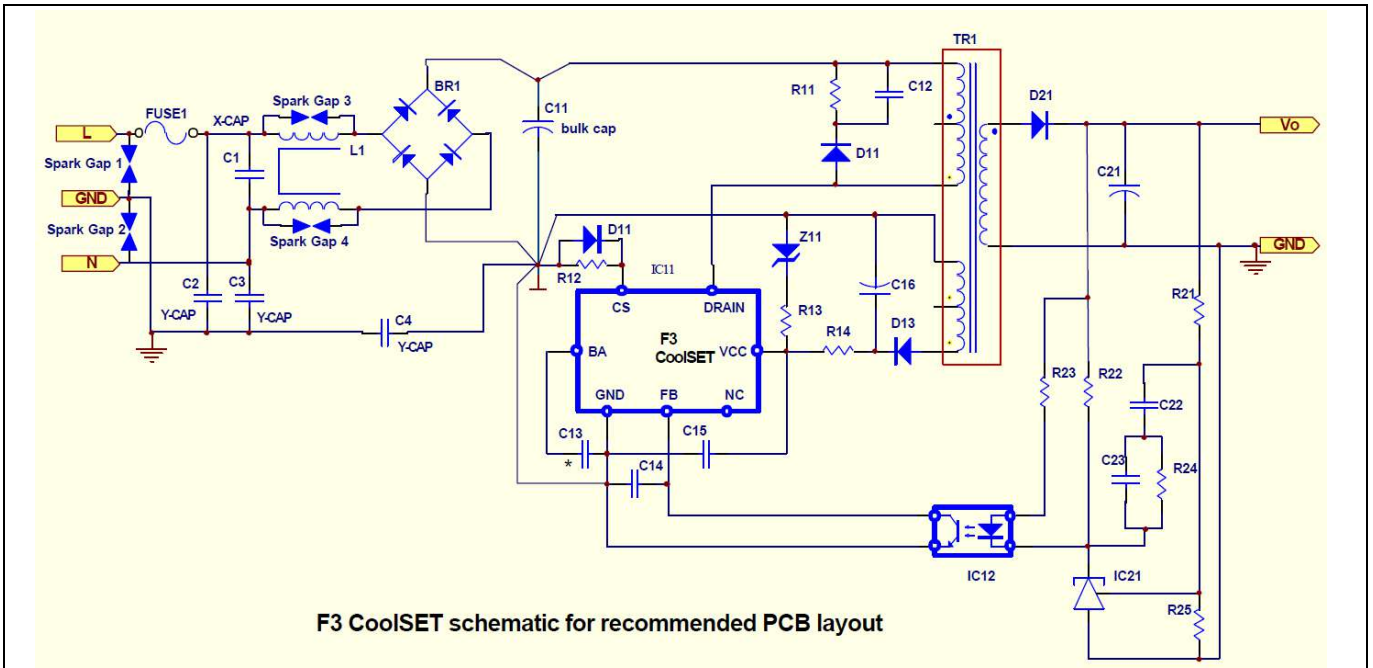 TR1
BR1
R11
C12
D21
C11
bulk cap
Spark Gap 3
FUSE1
X-CAP
L
L1
Vo
Spark Gap 1
C1
D11
C21
GND
Spark Gap 2
Spark Gap 4
D11
Z11
GND
N
R12
IC11
C16
C2
C3
CS
DRAIN
R21
Y-CAP
Y-CAP
C4
R13
R14
D13
Y-CAP
F3
CoolSET
BA
VCC
R23
R22
GND
FB
NC
C22
C13
C15
*
C14
C23
R24
IC12
IC21
R25
F3 CoolSET schematic for recommended PCB layout